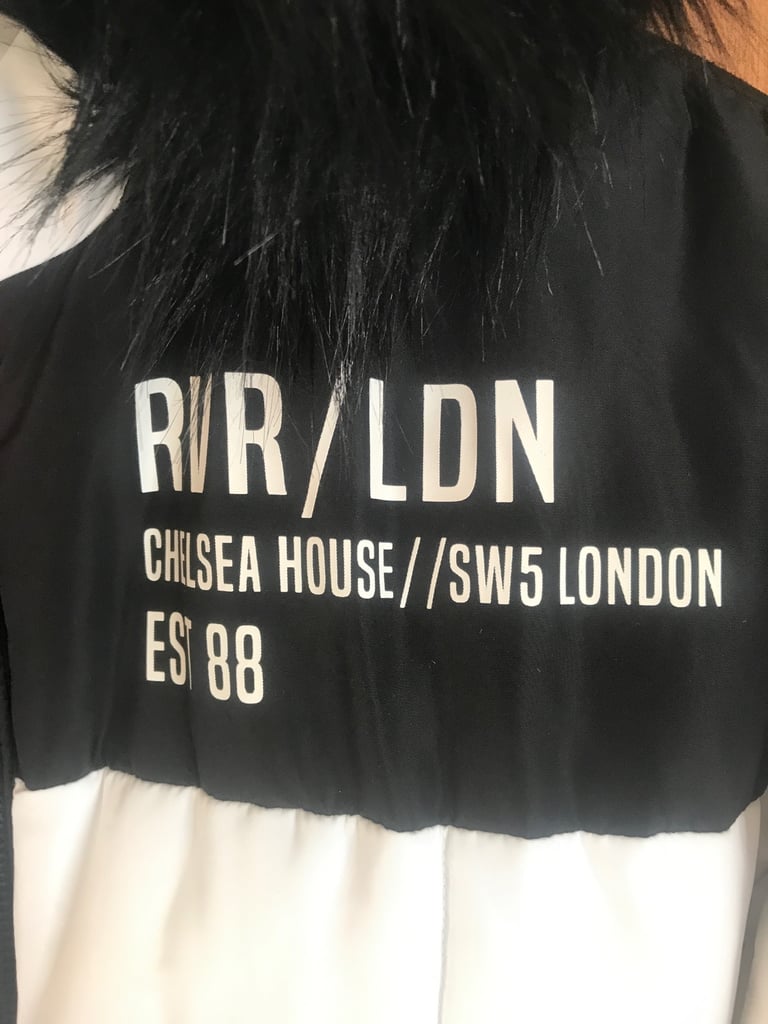 RVR/LDN
CHELSEA HOUSE//SW5 LONDON
EST 88